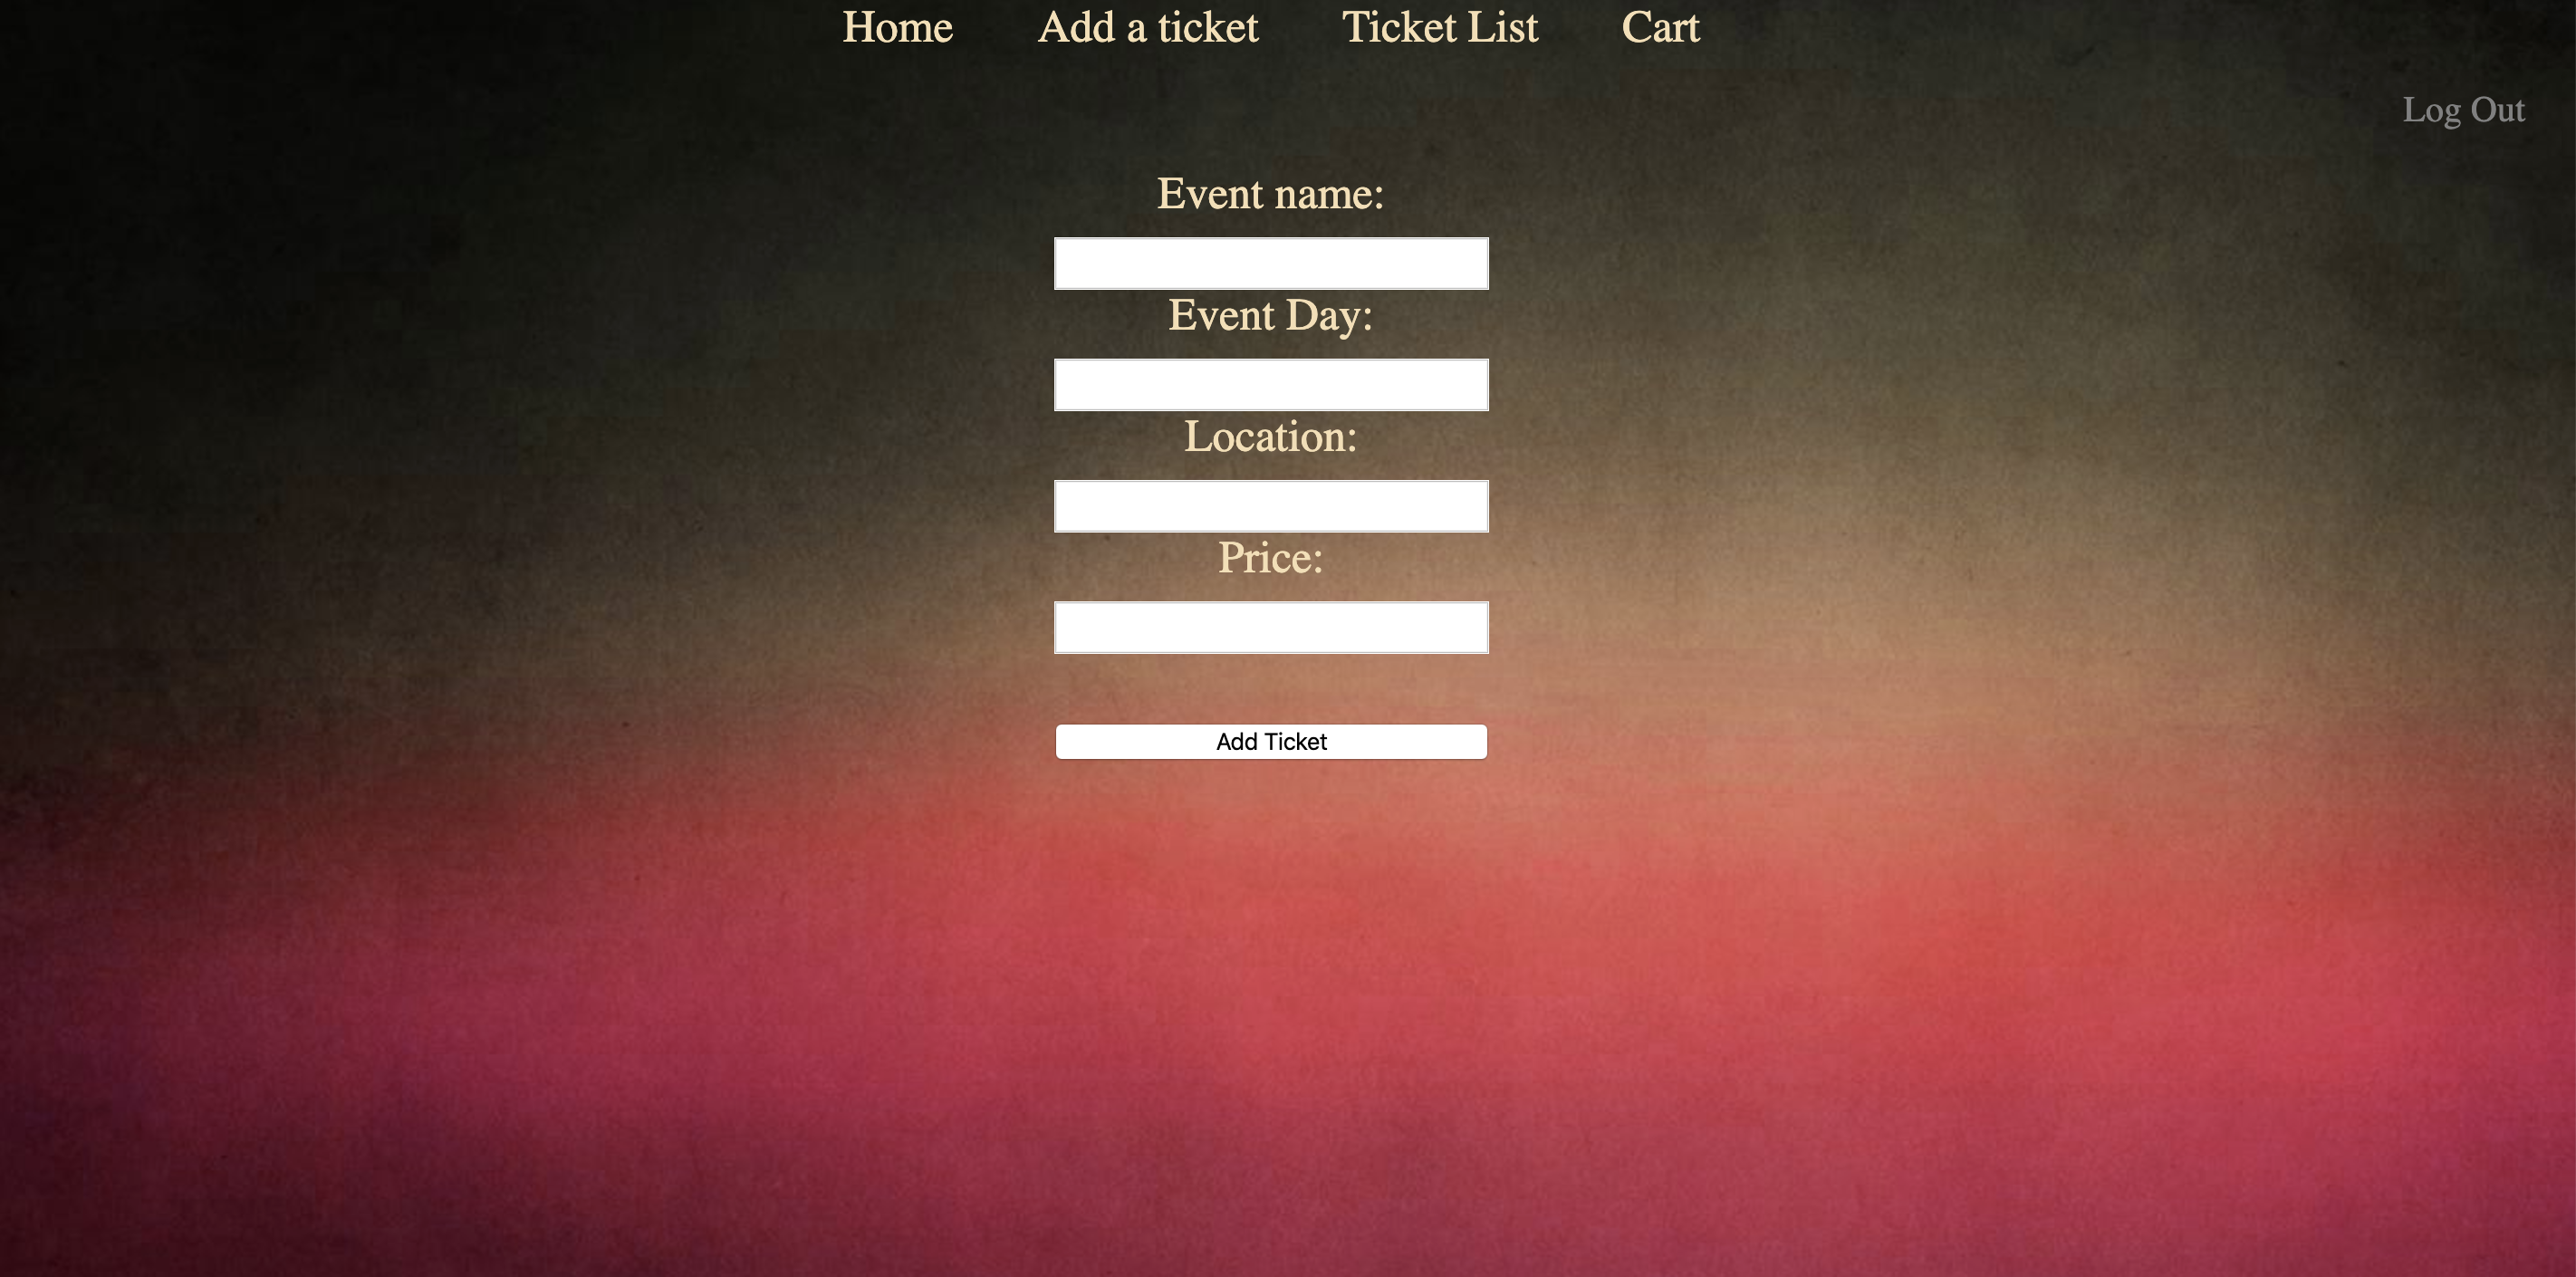 Home Add a ticket Ticket List Cart
Log Out
Event name:
Event Day:
Location:
Price:
Add Ticket